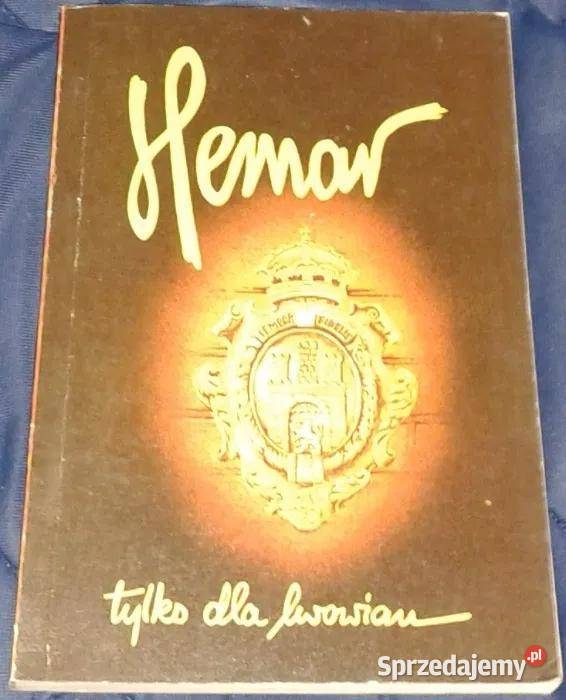 Hemar
SEMPER FIDELIS
tylko dla lwowian
Sprzedajemy.pl